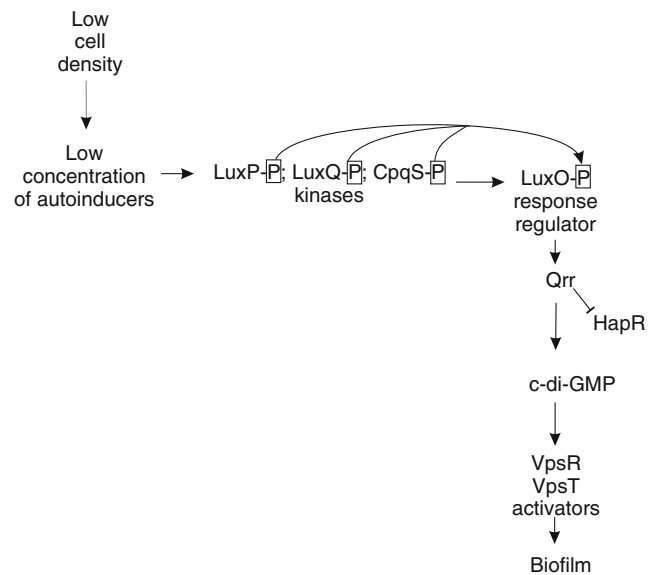 Low
cell
density
Low
concentration
of autoinducers
LuxP-P; LuxQ-P; CpqS-P
kinases
LuxO-P
response
regulator
Qrr
HapR
c-di-GMP
VpsR
VpsT
activators
Biofilm